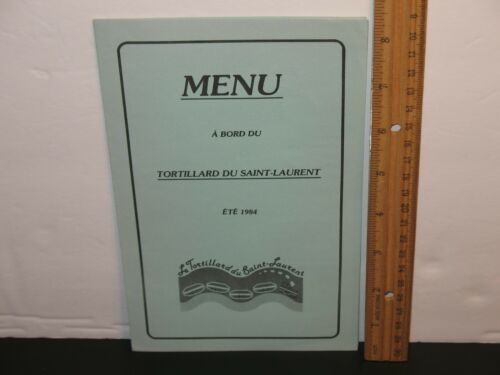 MENU
À BORD DU
TORTILLARD DU SAINT-LAURENT
ÉTÉ 1984
Le Tortillard du Saint-Laurent